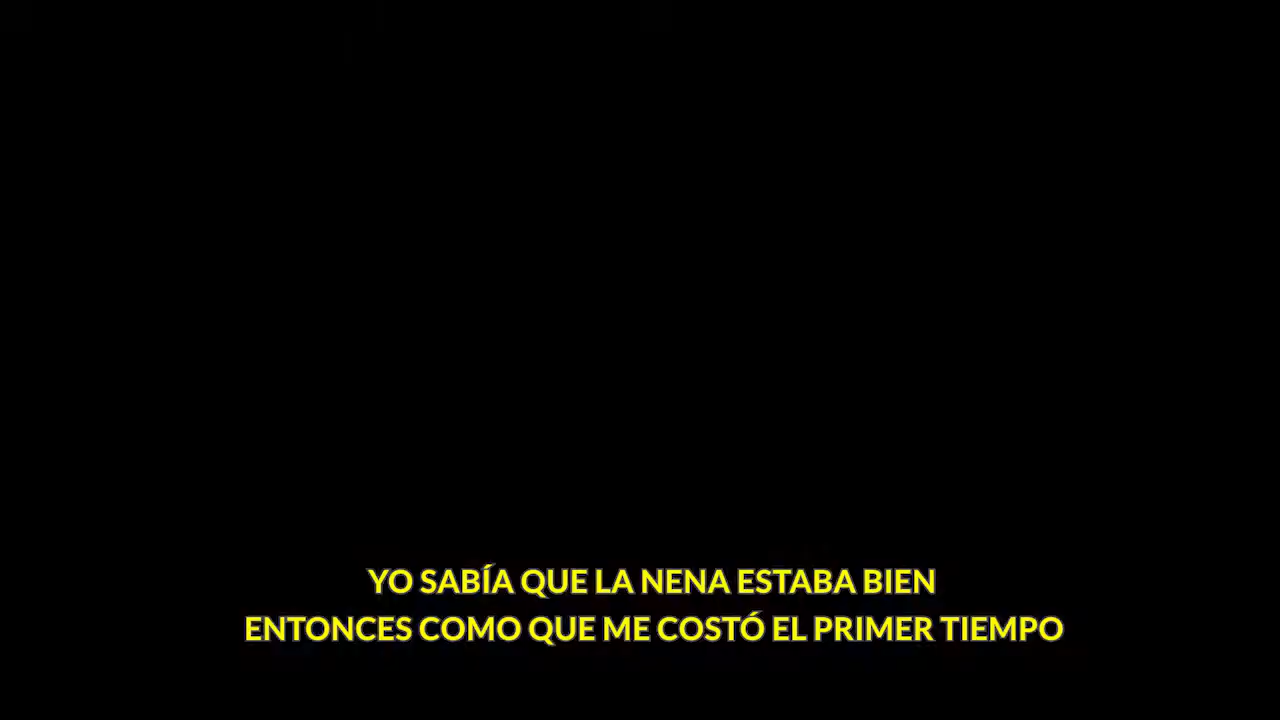 YO SABÍA QUE LA NENA ESTABA BIEN
ENTONCES COMO QUE ME COSTÓ EL PRIMER TIEMPO